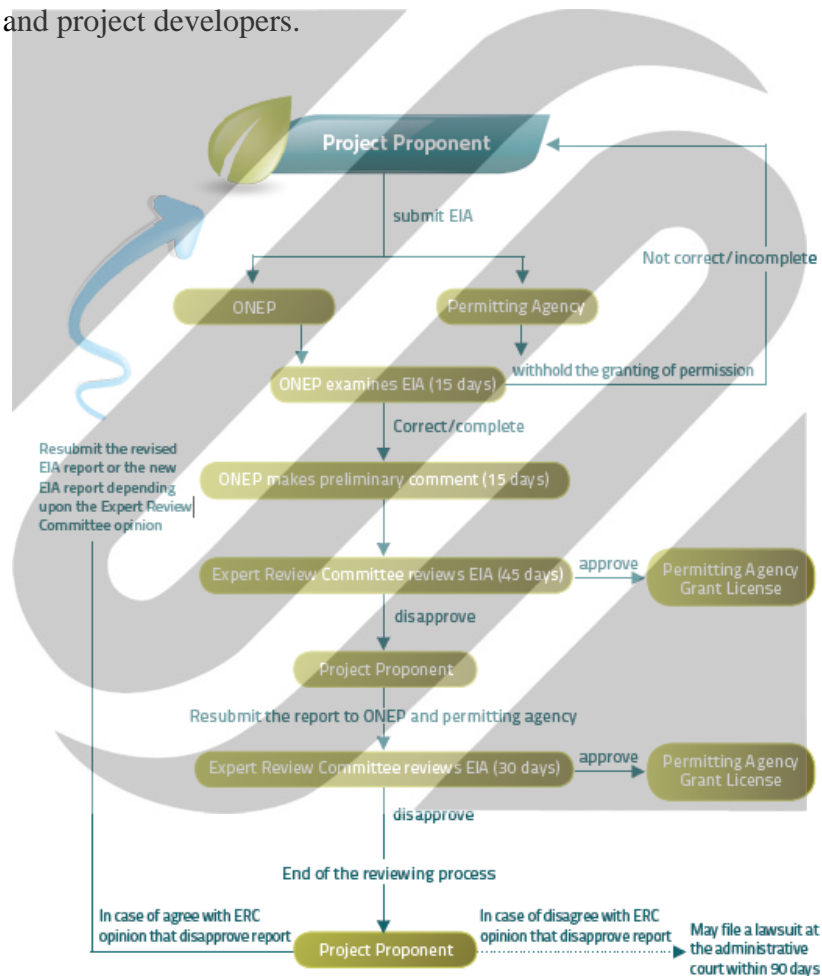 and project developers.
Project Proponent
submit EIA
Not correct/incomplete
ONEP
Permitting Agency
withhold the granting of permission
ONEP examines EIA (15 days)
Correct/complete
Resubmit the revised
EIA report or the new
EIA report depending
upon the Expert Review
Committee opinion
ONEP makes preliminary comment (15 days)
Expert Review Committee reviews EIA (45 days)
approve
Permitting Agency
Grant License
disapprove
Project Proponent
Resubmit the report to ONEP and permitting agency
Expert Review Committee reviews EIA (30 days)
approve
Permitting Agency
Grant License
disapprove
End of the reviewing process
In case of agree with ERC
opinion that disapprove report
Project Proponent
In case of disagree with ERC
opinion that disapprove report
May file a lawsuit at
the administrative
court within 90 days